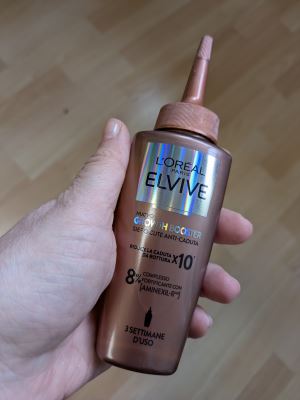 L'ORÉAL
PARIS
ELVIVE
GROWTH BOOSTER
SIERO CUTE ANTI-CADUTA
RIDUCE LA CADUTA
DA ROTTURA x10
8% COMPLESSO
FORTIFICANTE CON
[AMINEXIL-R
3 SETTIMANE
D'USO